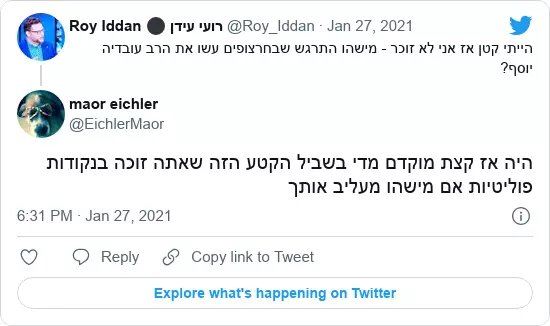 Roy Iddan ⚫ רועי עידן @Roy_Iddan · Jan 27, 2021
הייתי קטן אז אני לא זוכר - מישהו התרגש שבחרצופים עשו את הרב עובדיה
יוסף?
maor eichler
@EichlerMaor
היה אז קצת מוקדם מדי בשביל הקטע הזה שאתה זוכה בנקודות
פוליטיות אם מישהו מעליב אותך
6:31 PM · Jan 27, 2021
Reply Copy link to Tweet
Explore what's happening on Twitter